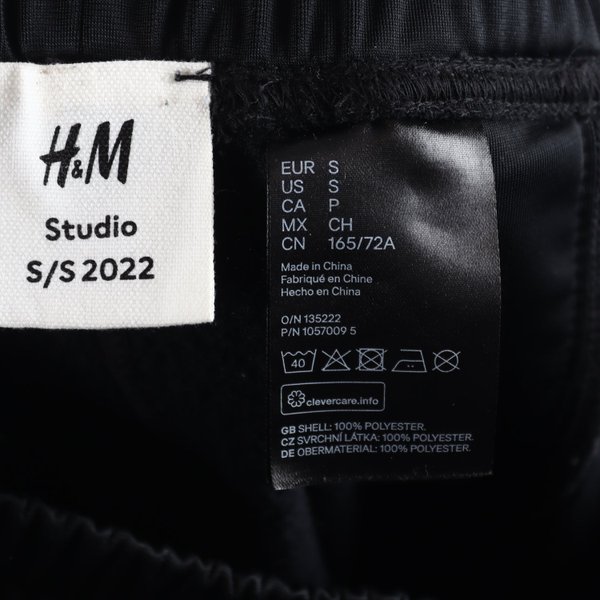 H&M
Studio
S/S 2022
EUR S
US S
CA P
MX CH
CN 165/72A
Made in China
Fabriqué en Chine
Hecho en China
O/N 135222
P/N 1057009 5
40
clevercare.info
GB SHELL: 100% POLYESTER.
CZ SVRCHNÍ LÁTKA: 100% POLYESTER.
DE OBERMATERIAL: 100% POLYESTER.